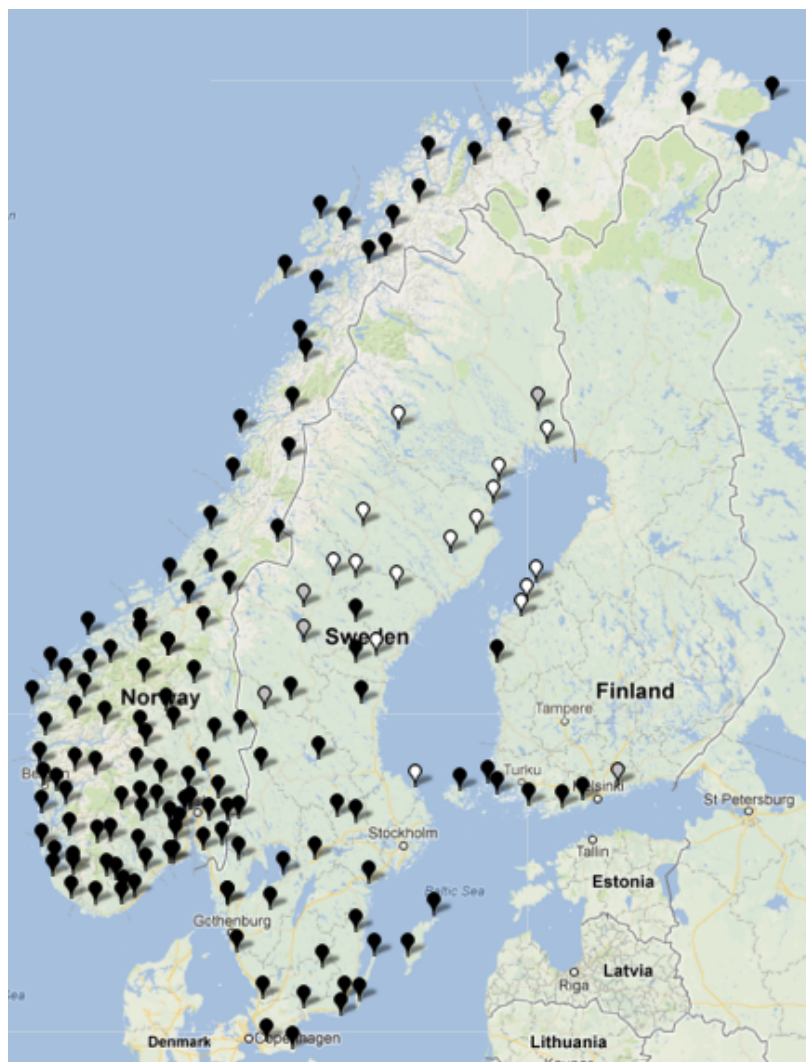 Sweden
Norway
Finland
Tampere
Turku
Helsinki
St Petersburg
Stockholm
Tallin
Baltic Sea
Estonia
Gothenburg
Riga
Latvia
Sea
Denmark
Copenhagen
Lithuania